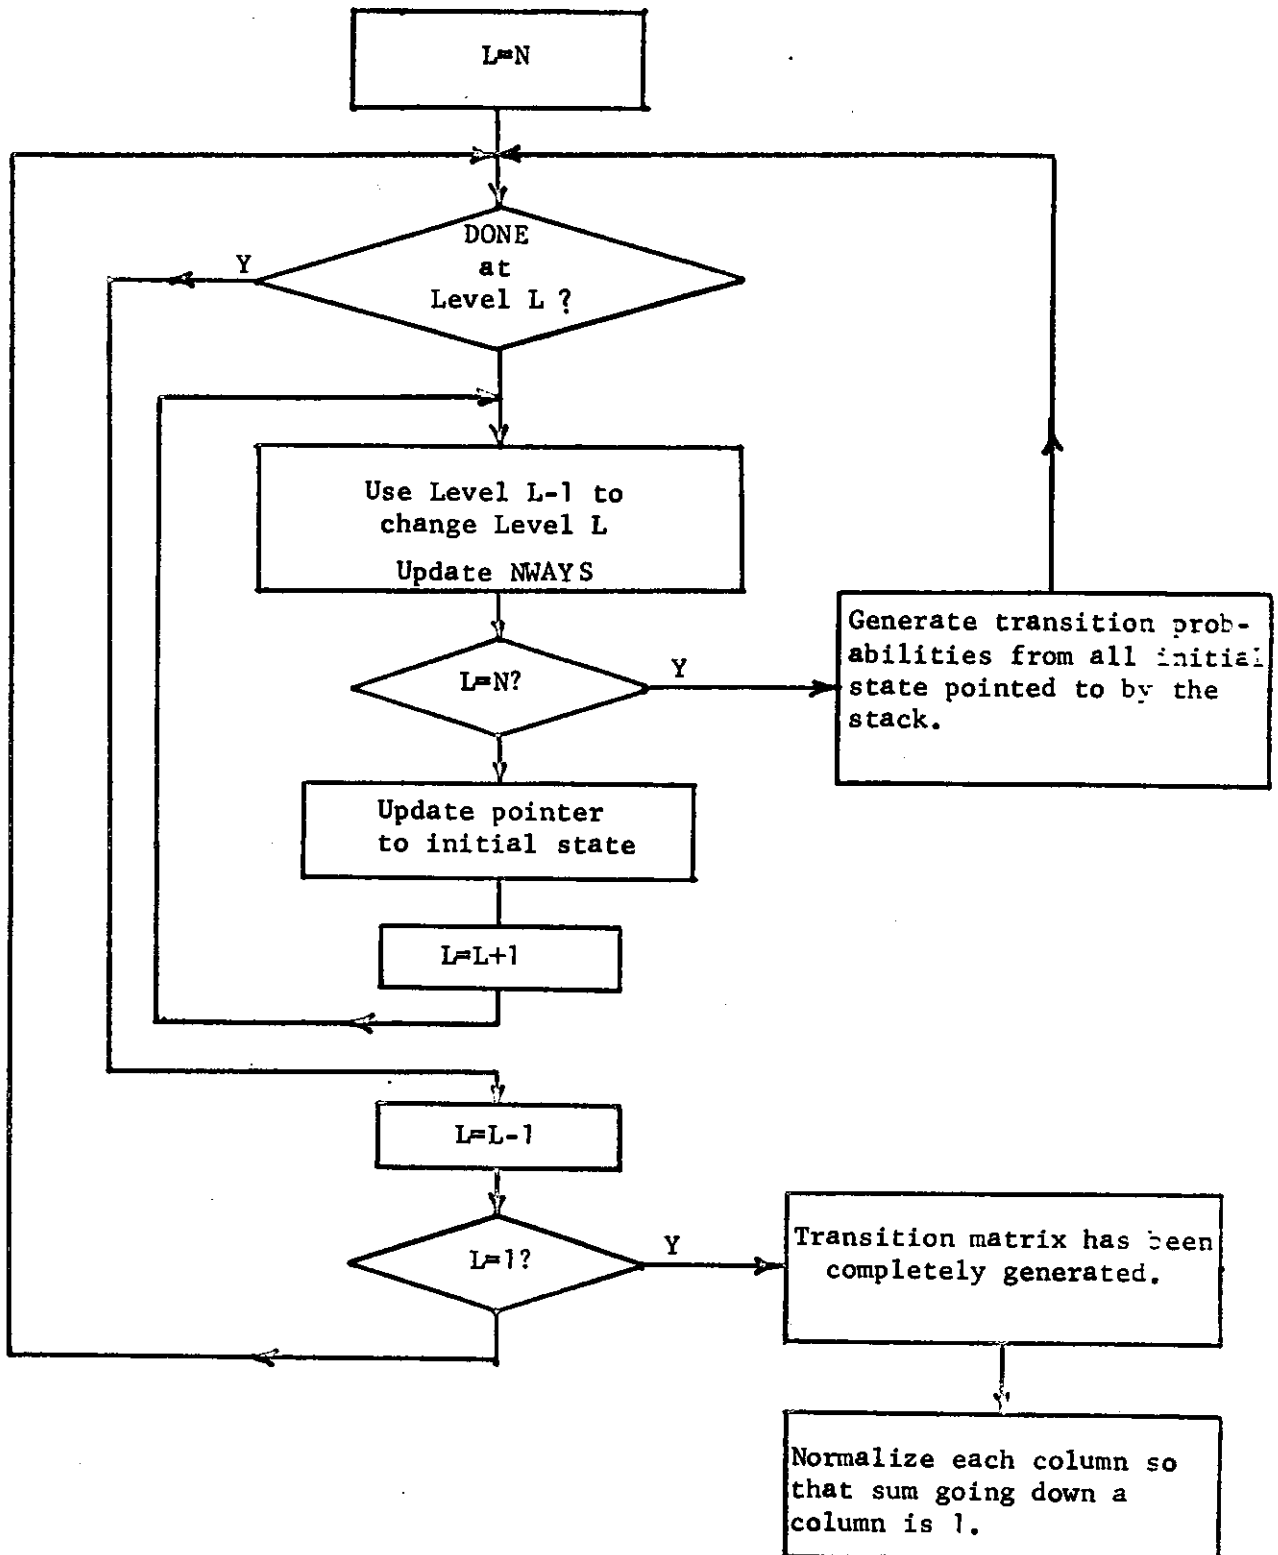 L=N
DONE
at
Level L ?
Y
Use Level L-1 to
change Level L
Update NWAYS
L=N?
Y
Generate transition prob-
abilities from all initial
state pointed to by the
stack.
Update pointer
to initial state
L=L+1
L=L-1
L=1?
Y
Transition matrix has been
completely generated.
Normalize each column so
that sum going down a
column is 1.